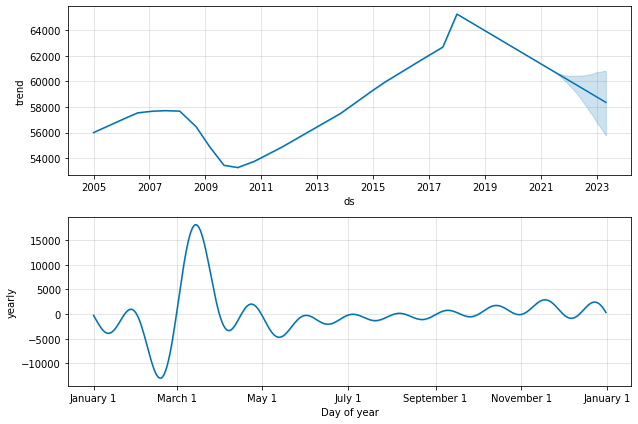 64000
62000
60000
58000
56000
54000
trend
2005 2007 2009 2011 2013 2015 2017 2019 2021 2023
ds
15000
10000
5000
0
−5000
−10000
yearly
January 1 March 1 May 1 July 1 September 1 November 1 January 1
Day of year